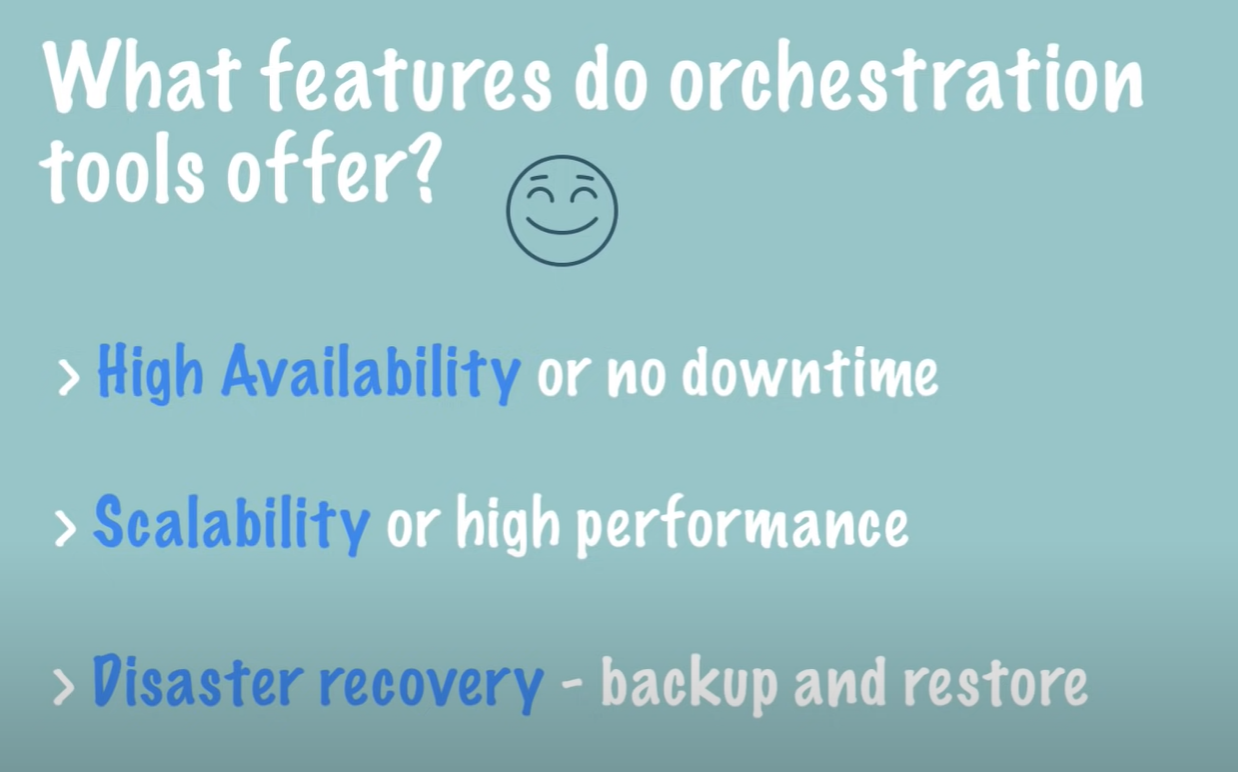 What features do orchestration
tools offer?
> High Availability or no downtime
> Scalability or high performance
> Disaster recovery - backup and restore